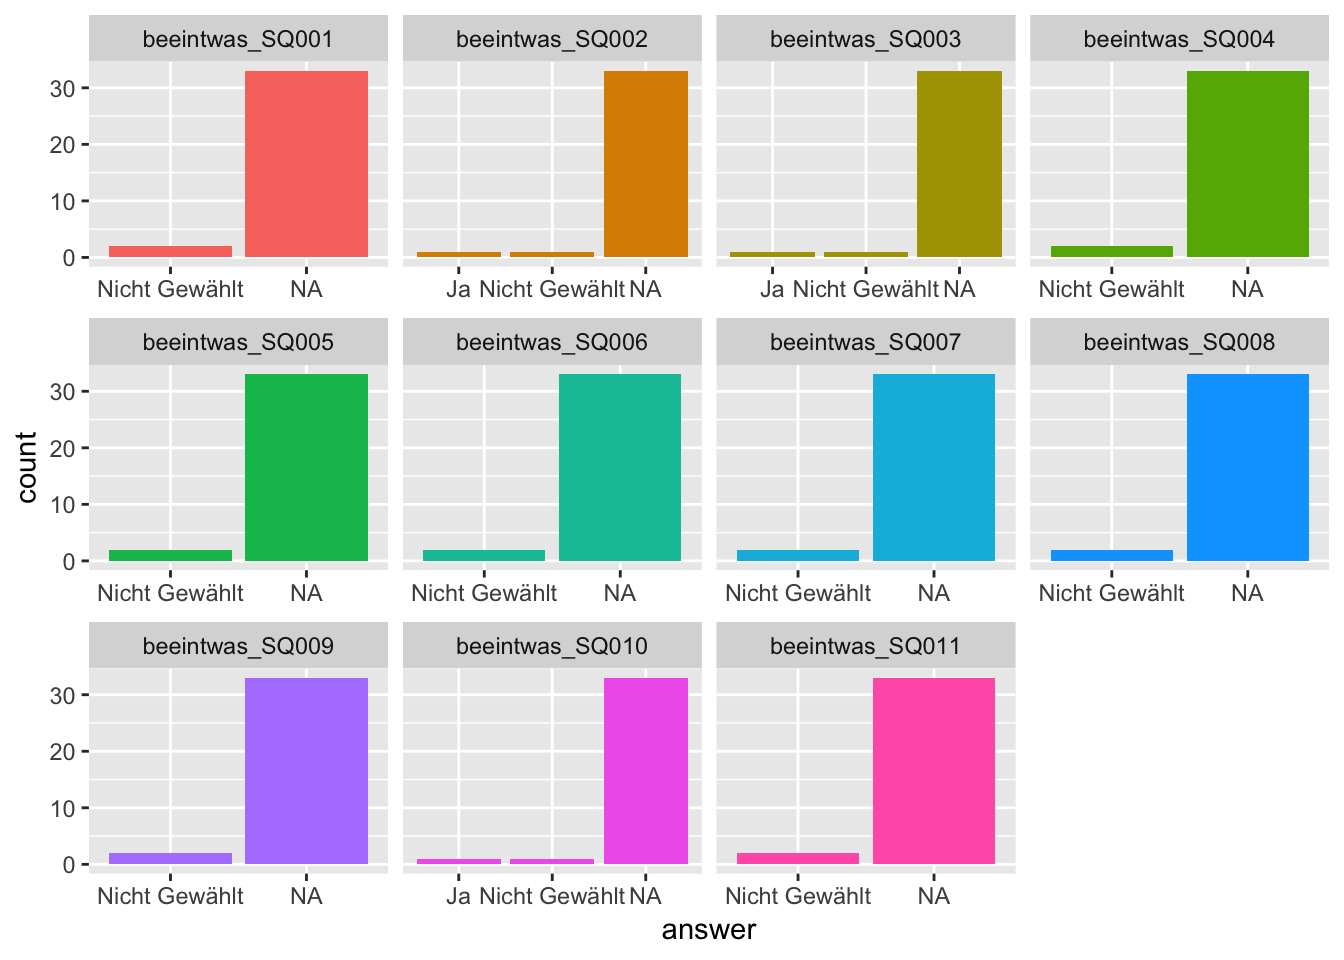 beeintwas_SQ001 beeintwas_SQ002 beeintwas_SQ003 beeintwas_SQ004
30
20
10
0
Nicht Gewählt NA Ja Nicht Gewählt NA Ja Nicht Gewählt NA Nicht Gewählt NA
beeintwas_SQ005 beeintwas_SQ006 beeintwas_SQ007 beeintwas_SQ008
30
20
10
0
count
Nicht Gewählt NA Nicht Gewählt NA Nicht Gewählt NA Nicht Gewählt NA
beeintwas_SQ009 beeintwas_SQ010 beeintwas_SQ011
30
20
10
0
Nicht Gewählt NA Ja Nicht Gewählt NA Nicht Gewählt NA
answer